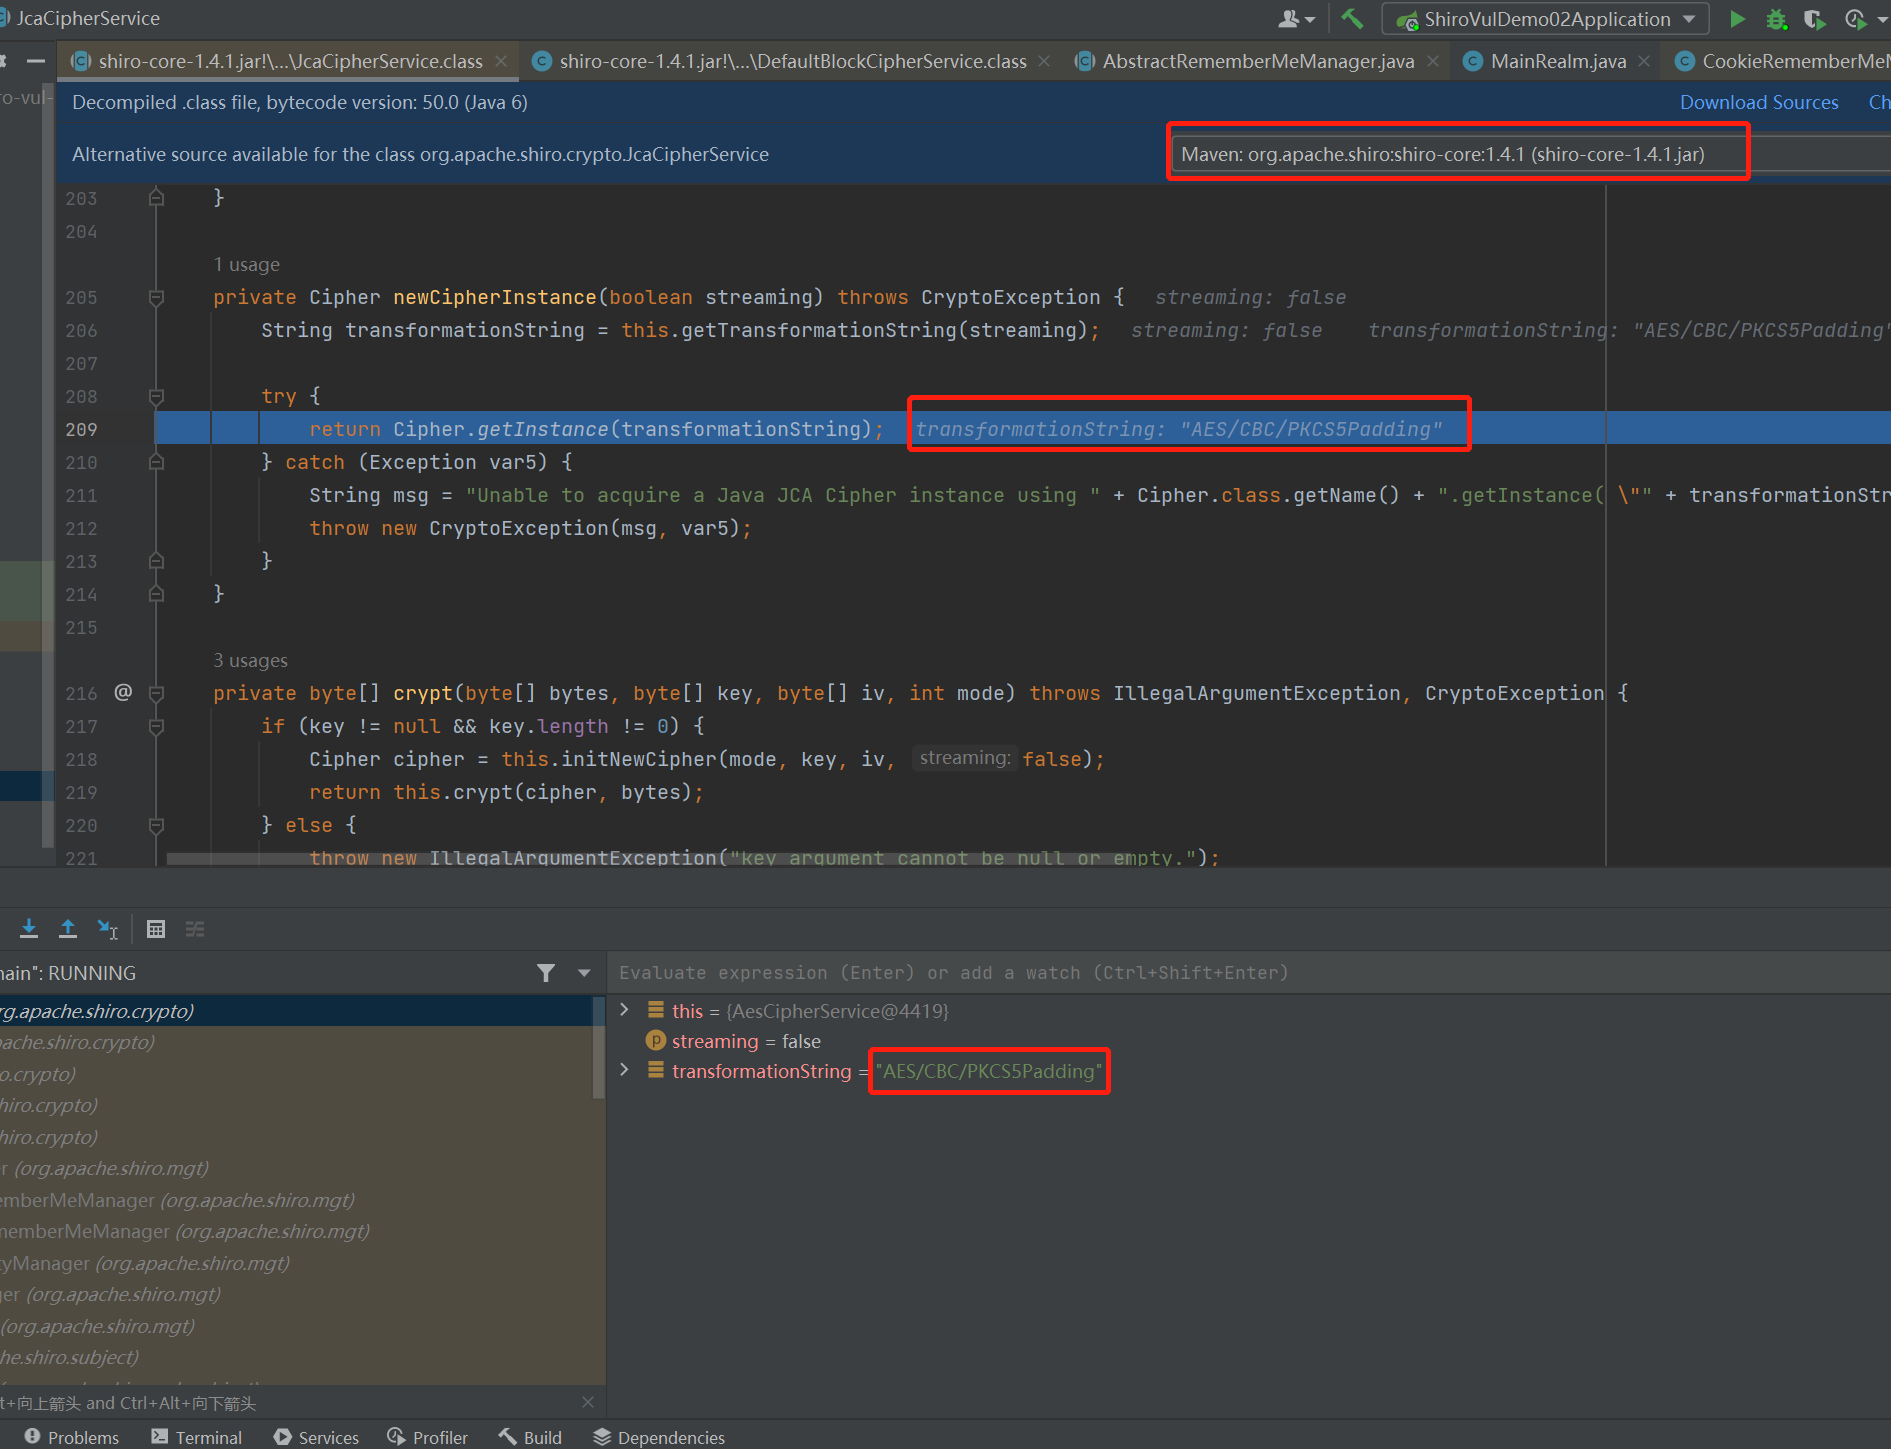 JcaCipherService
ShiroVulDemo02Application
shiro-core-1.4.1.jar!\...\JcaCipherService.class
shiro-core-1.4.1.jar!\...\DefaultBlockCipherService.class
AbstractRememberMeManager.java
MainRealm.java
CookieRememberMeM
ro-vul-
Decompiled .class file, bytecode version: 50.0 (Java 6)
Download Sources
Ch
Alternative source available for the class org.apache.shiro.crypto.JcaCipherService
Maven: org.apache.shiro:shiro-core:1.4.1 (shiro-core-1.4.1.jar)
203 }
204
1 usage
205 private Cipher newCipherInstance(boolean streaming) throws CryptoException { streaming: false
206 String transformationString = this.getTransformationString(streaming); streaming: false transformationString: "AES/CBC/PKCS5Padding"
207
208 try {
209 return Cipher.getInstance(transformationString); transformationString: "AES/CBC/PKCS5Padding"
210 } catch (Exception var5) {
211 String msg = "Unable to acquire a Java JCA Cipher instance using " + Cipher.class.getName() + ".getInstance( \"" + transformationStr
212 throw new CryptoException(msg, var5);
213 }
214 }
215
3 usages
216 @ private byte[] crypt(byte[] bytes, byte[] key, byte[] iv, int mode) throws IllegalArgumentException, CryptoException {
217 if (key != null && key.length != 0) {
218 Cipher cipher = this.initNewCipher(mode, key, iv, streaming: false);
219 return this.crypt(cipher, bytes);
220 } else {
221 throw new IllegalArgumentException("key argument cannot be null or empty.");
nain": RUNNING
Evaluate expression (Enter) or add a watch (Ctrl+Shift+Enter)
rg.apache.shiro.crypto)
pache.shiro.crypto)
o.crypto)
hiro.crypto)
hiro.crypto)
r (org.apache.shiro.mgt)
emberMeManager (org.apache.shiro.mgt)
nemberMeManager (org.apache.shiro.mgt)
tyManager (org.apache.shiro.mgt)
ger (org.apache.shiro.mgt)
(org.apache.shiro.mgt)
he.shiro.subject)
this = {AesCipherService@4419}
streaming = false
transformationString = "AES/CBC/PKCS5Padding"
t+向上箭头 and Ctrl+Alt+向下箭头
Problems
Terminal
Services
Profiler
Build
Dependencies